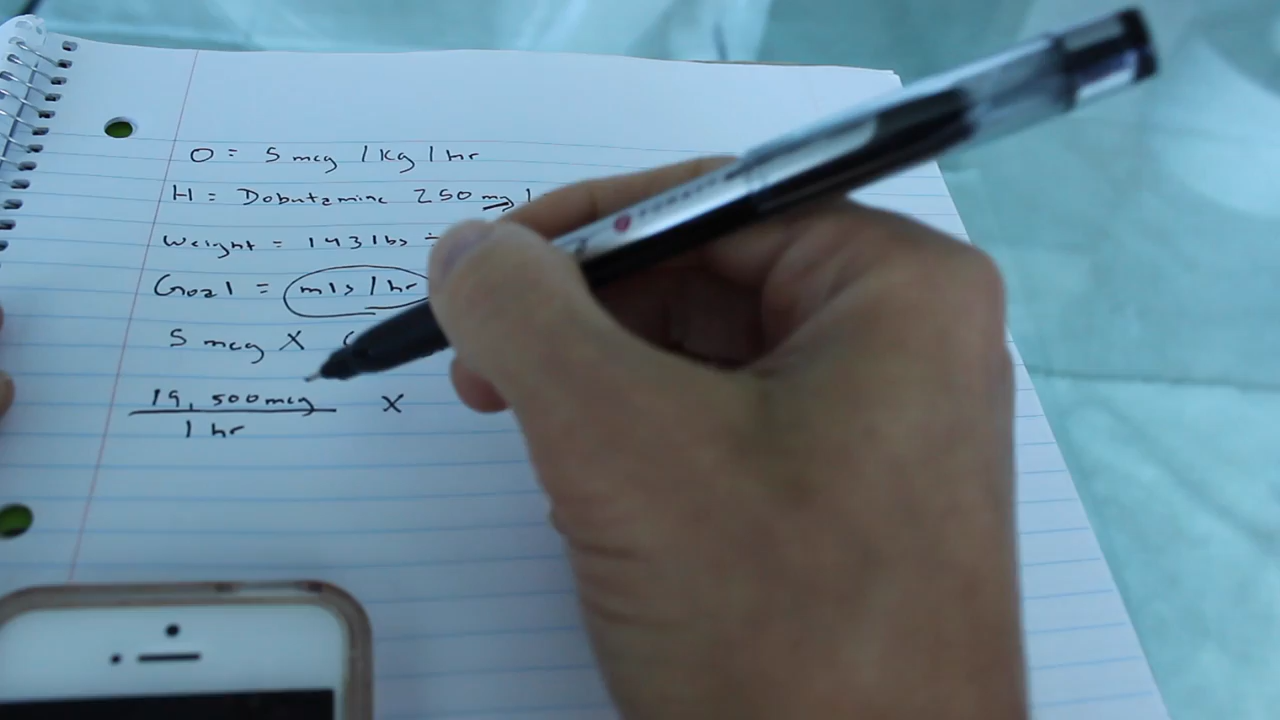 O = 5 mcg / kg / hr
H = Dobutamine 250 mg /
Weight = 143 lbs ÷
Goal = mls / hr
5 mcg X
19,500 mcg X
1 hr